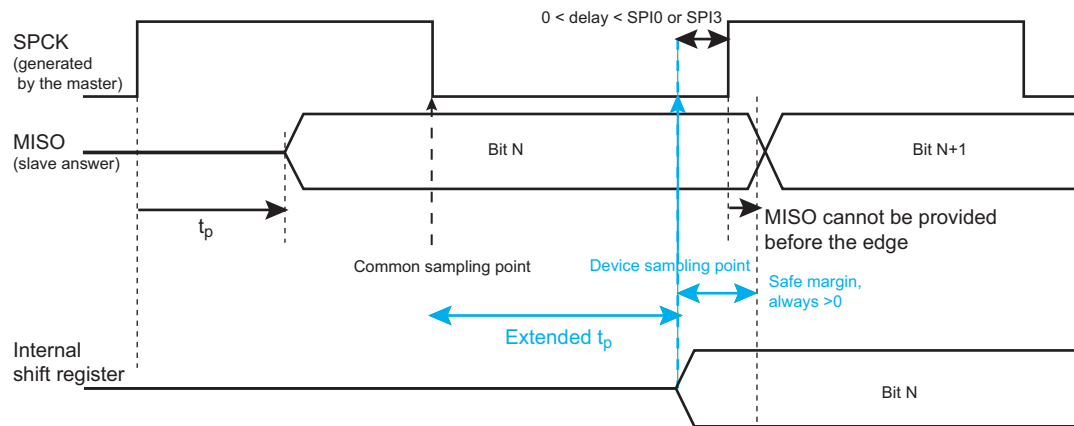 0 < delay < SPI0 or SPI3
SPCK
(generated
by the master)
MISO
(slave answer)
Bit N
Bit N+1
tp
MISO cannot be provided
before the edge
Common sampling point
Device sampling point
Safe margin,
always >0
Extended tp
Internal
shift register
Bit N